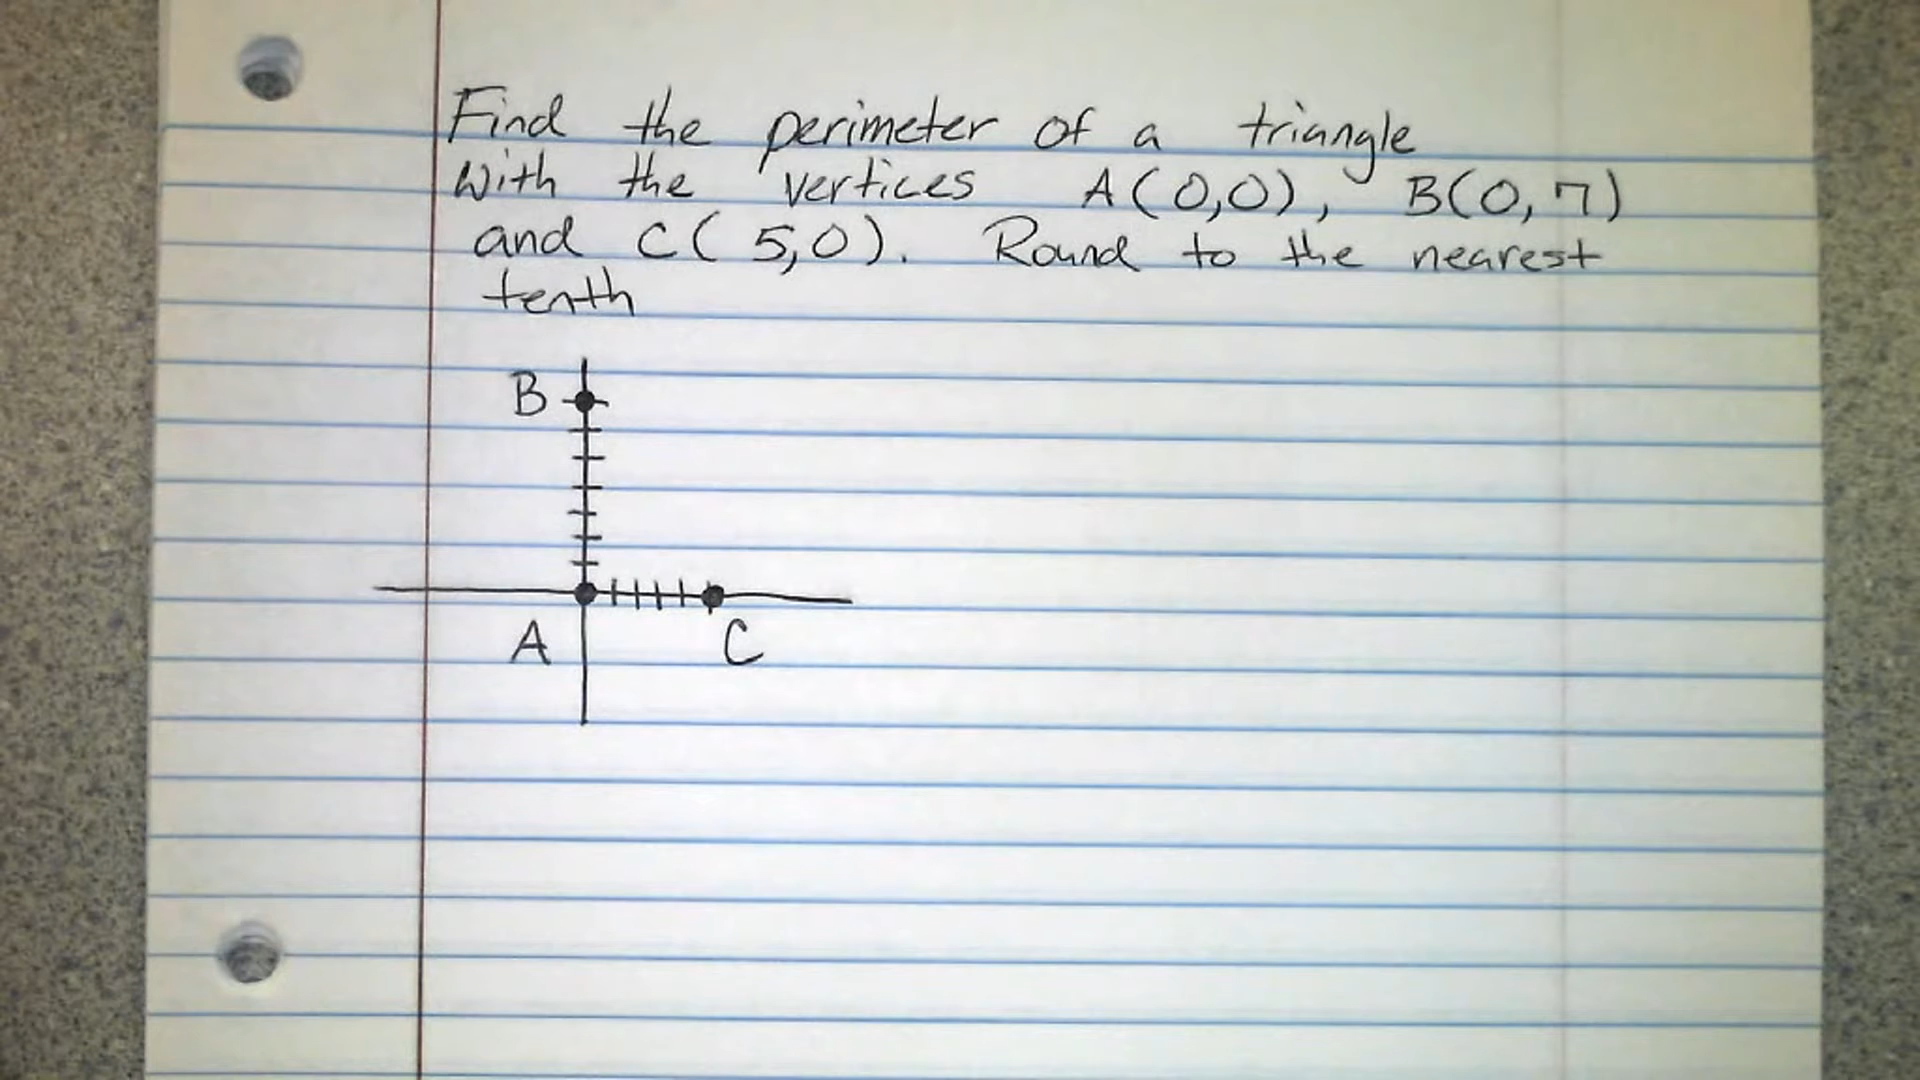 Find the perimeter of a triangle
with the vertices A(0,0), B(0,7)
and C(5,0). Round to the nearest
tenth
B
A C